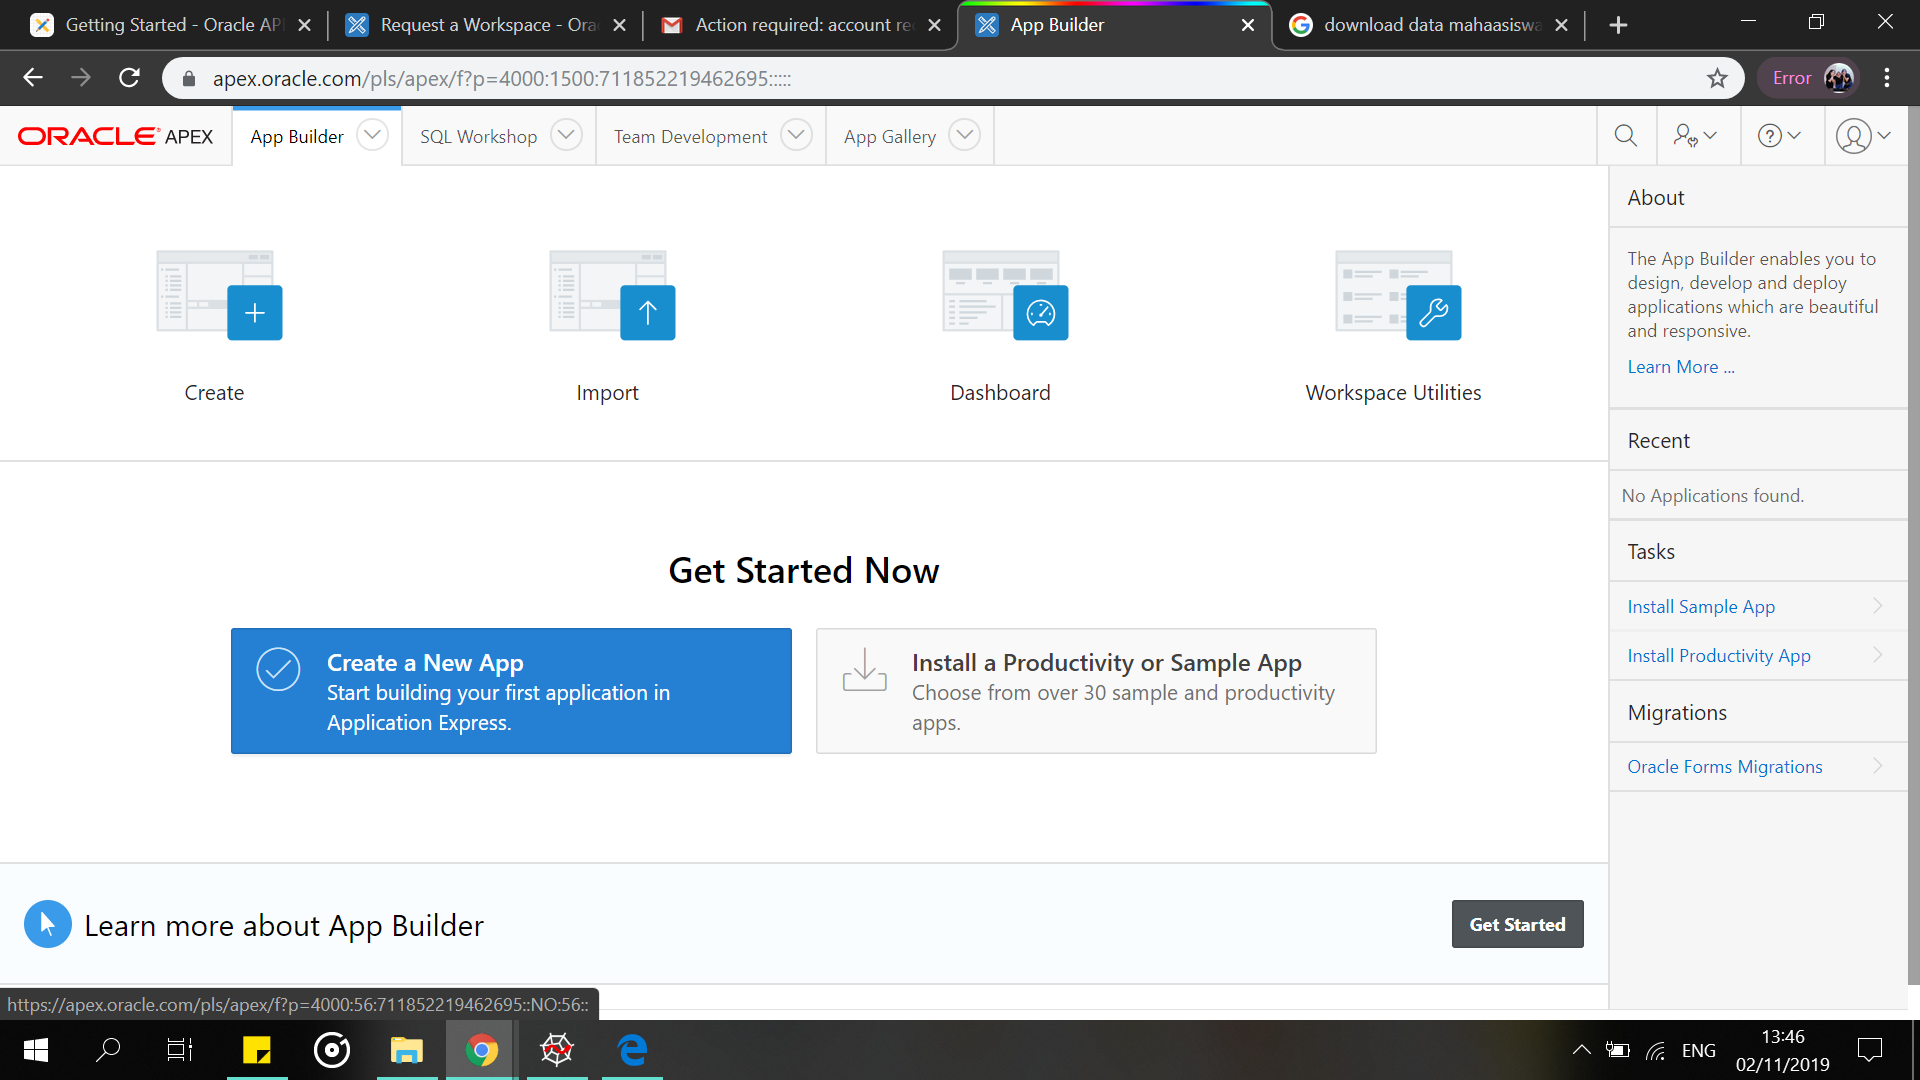 Getting Started - Oracle AP
Request a Workspace - Ora
Action required: account re
App Builder
download data mahaasiswa
apex.oracle.com/pls/apex/f?p=4000:1500:711852219462695:::::
Error
ORACLE APEX
App Builder
SQL Workshop
Team Development
App Gallery
Create
Import
Dashboard
Workspace Utilities
Get Started Now
Create a New App
Start building your first application in
Application Express.
Install a Productivity or Sample App
Choose from over 30 sample and productivity
apps.
Learn more about App Builder
Get Started
About
The App Builder enables you to
design, develop and deploy
applications which are beautiful
and responsive.
Learn More ...
Recent
No Applications found.
Tasks
Install Sample App
Install Productivity App
Migrations
Oracle Forms Migrations
https://apex.oracle.com/pls/apex/f?p=4000:56:711852219462695::NO:56::
ENG
13:46
02/11/2019